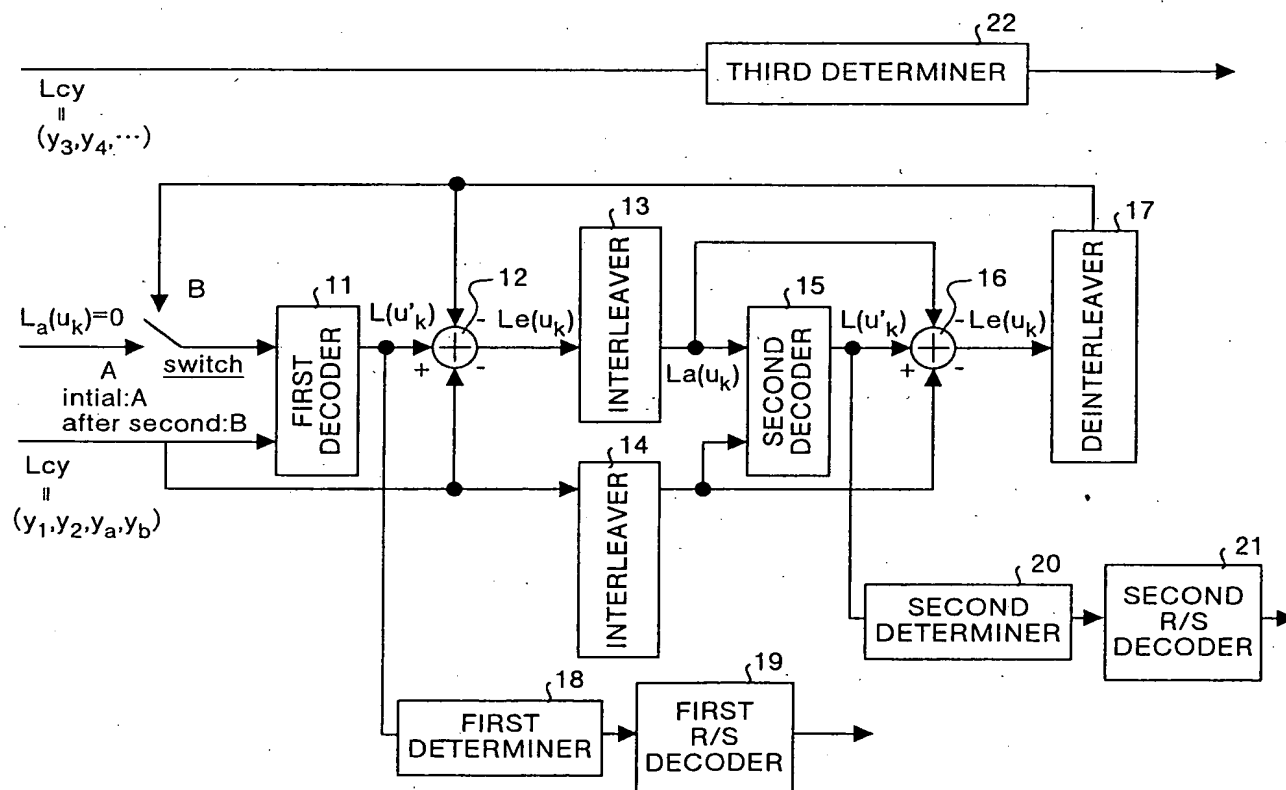 22
THIRD DETERMINER
Lcy
=
(y3,y4,···)
13
INTERLEAVER
17
DEINTERLEAVER
B
11
FIRST
DECODER
L(u'k)
12
-
+
-
Le(uk)
La(uk)=0
A
switch
intial:A
after second:B
La(uk)
15
SECOND
DECODER
L(u'k)
16
-
+
-
Le(uk)
Lcy
=
(y1,y2,ya,yb)
14
INTERLEAVER
20
SECOND
DETERMINER
21
SECOND
R/S
DECODER
18
FIRST
DETERMINER
19
FIRST
R/S
DECODER